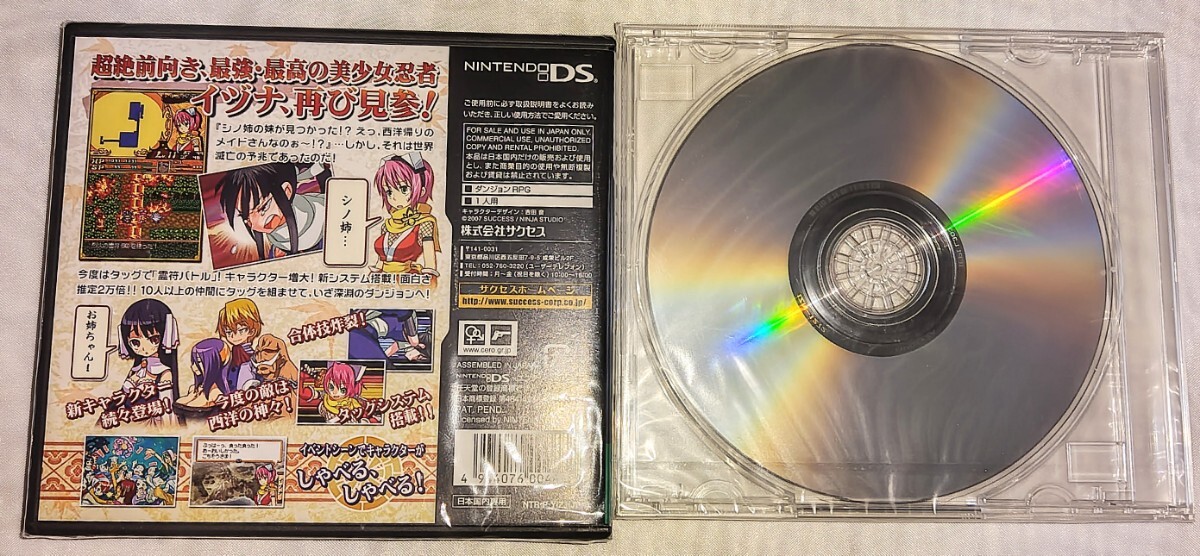 超絶前向き、最強・最高の美少女忍者
イヅナ、再び見参!
『シノ姉の妹が見つかった!?えっ、西洋帰りの
メイドさんなのぉ~!?』…しかし、それは世界
滅亡の予兆であったのだ!
シノ姉…
今度はタッグで「霊符バトル」!キャラクター増大!新システム搭載!面白さ
推定2万倍!!10人以上の仲間にタッグを組ませて、いざ深淵のダンジョンへ!
お姉ちゃん!
合体技炸裂!
新キャラクタ
続々登場!
今度の敵は
西洋の神々!
タッグシステム
搭載!!
イベントシーンでキャラクターが
しゃべる、
しゃべる!
NINTENDO DS
ご使用前に必ず取扱説明書をよくお読み
いただき、正しい使用方法でご愛用ください。
FOR SALE AND USE IN JAPAN ONLY.
COMMERCIAL USE, UNAUTHORIZED
COPY AND RENTAL PROHIBITED.
本品は日本国内だけの販売および使用
とし、また商業目的の使用や無断複製
および賃貸は禁止されています。
ダンジョンRPG
1人用
©2007 SUCCESS / NINJA STUDIO
株式会社サクセス
〒141-0031
サクセスホームページ
http://www.success-corp.co.jp/
www.cero.gr.jp
ASSEMBLED IN JAPAN
NINTENDO DS
PAT. PEND.
日本国内専用